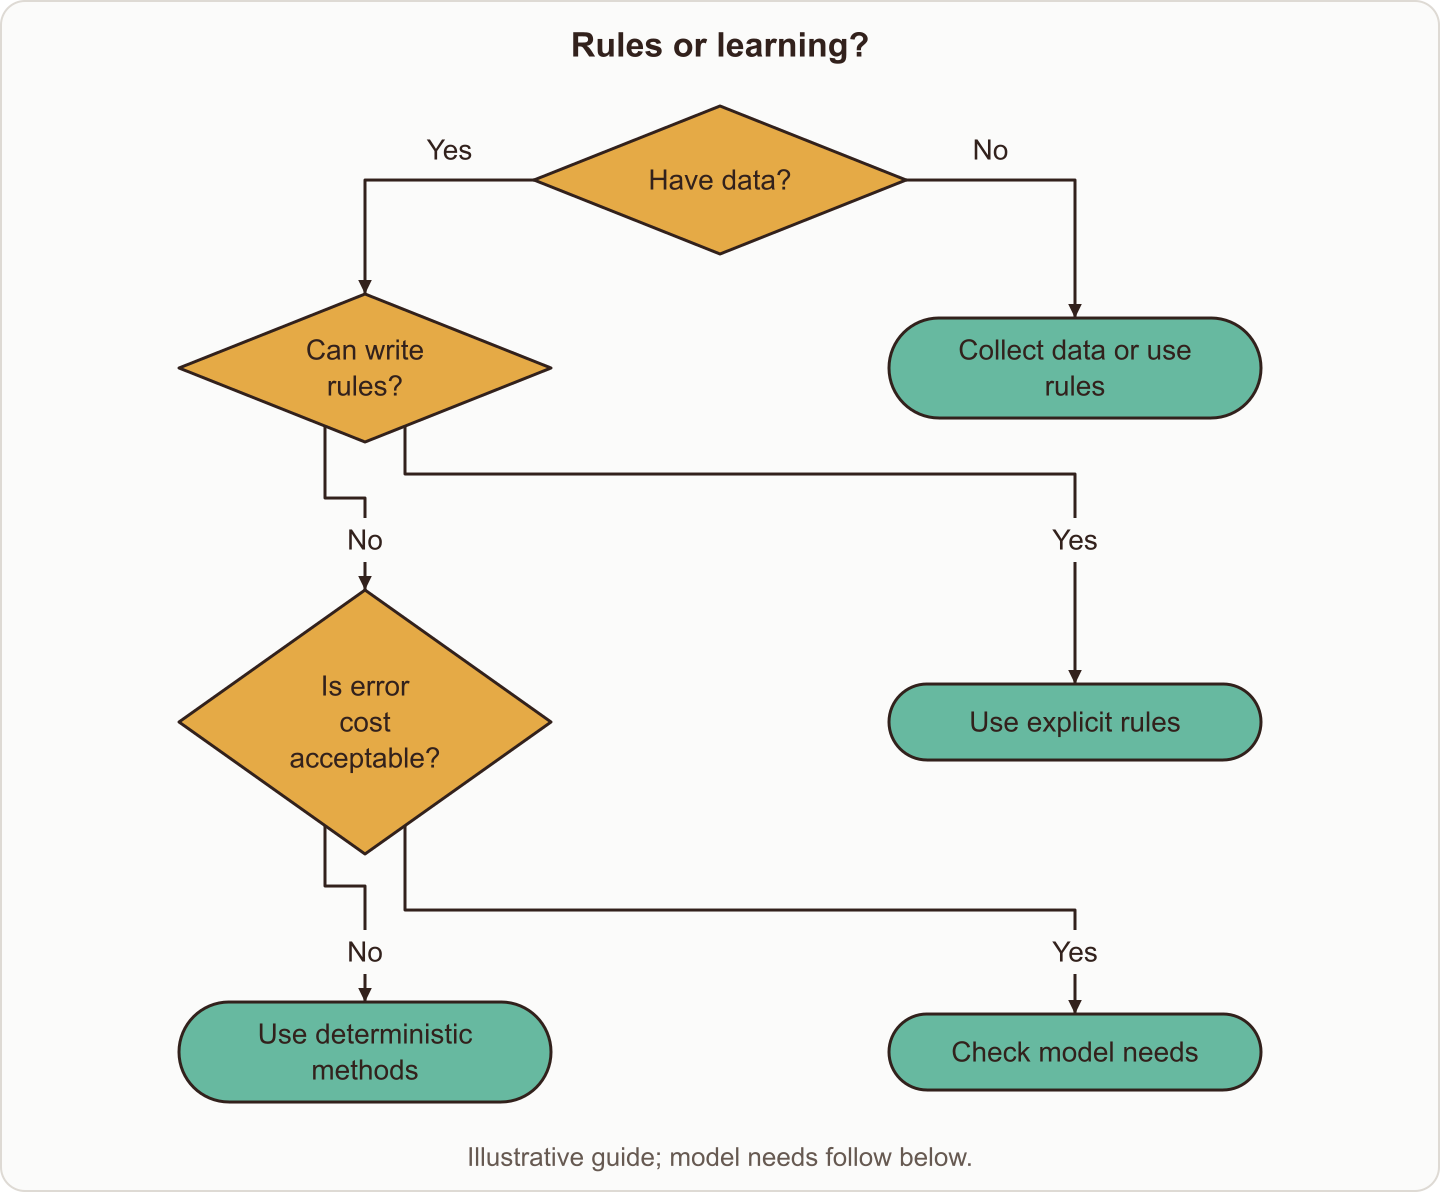 Rules or learning?
Yes
Have data?
No
Can write
rules?
Collect data or use
rules
No
Yes
Is error
cost
acceptable?
Use explicit rules
No
Yes
Use deterministic
methods
Check model needs
Illustrative guide; model needs follow below.